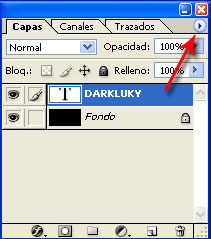 Capas Canales Trazados
Normal Opacidad: 100%
Bloq.: Relleno: 100%
T DARKLUKY
Fondo